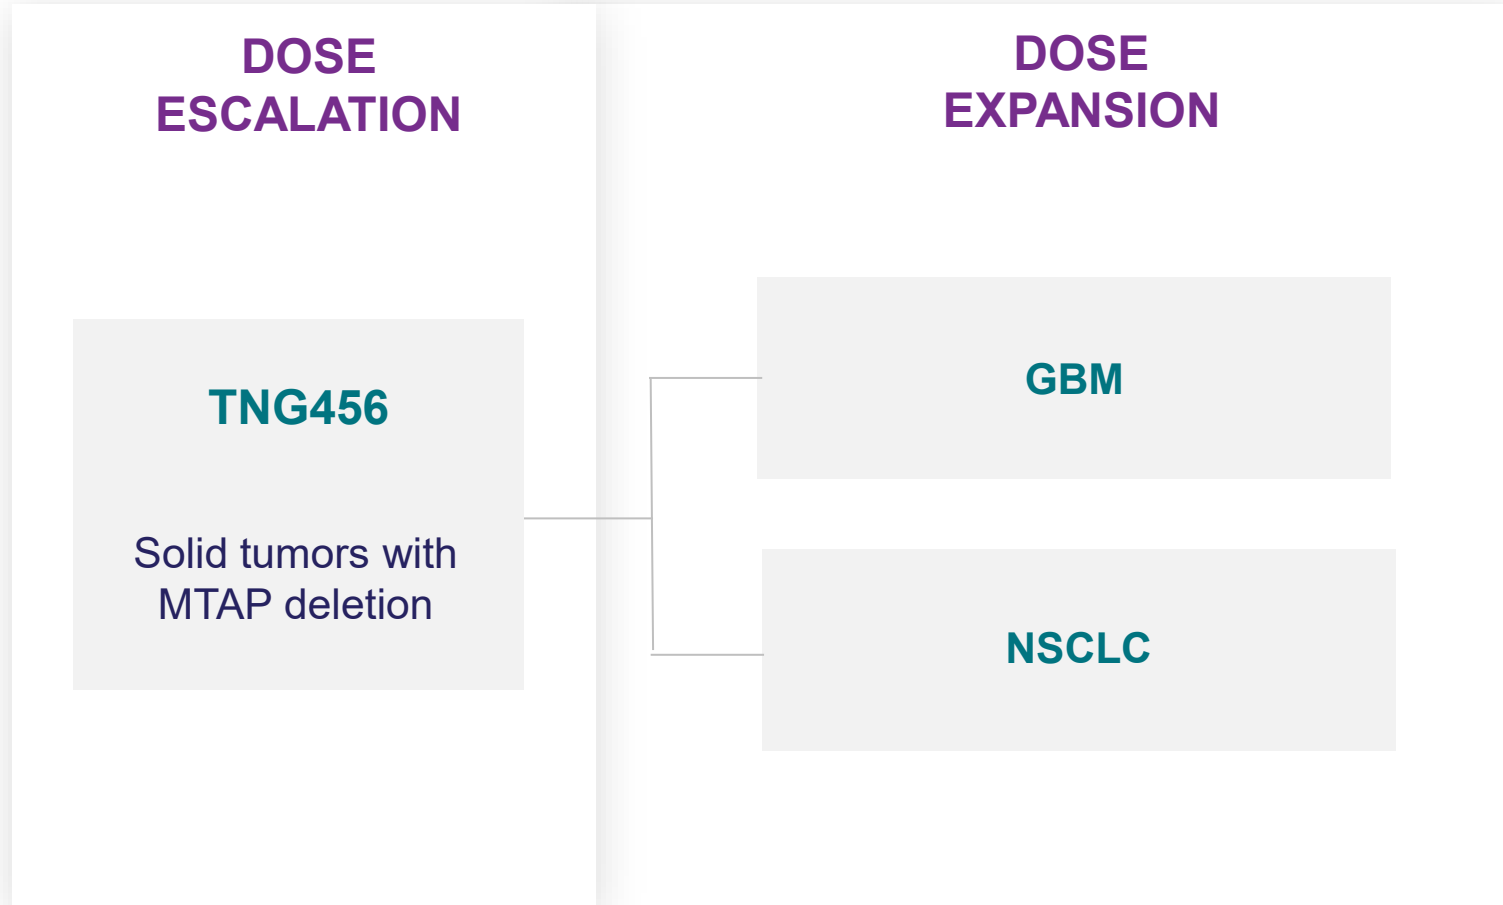 DOSE
ESCALATION
TNG456
Solid tumors with
MTAP deletion
DOSE
EXPANSION
GBM
NSCLC